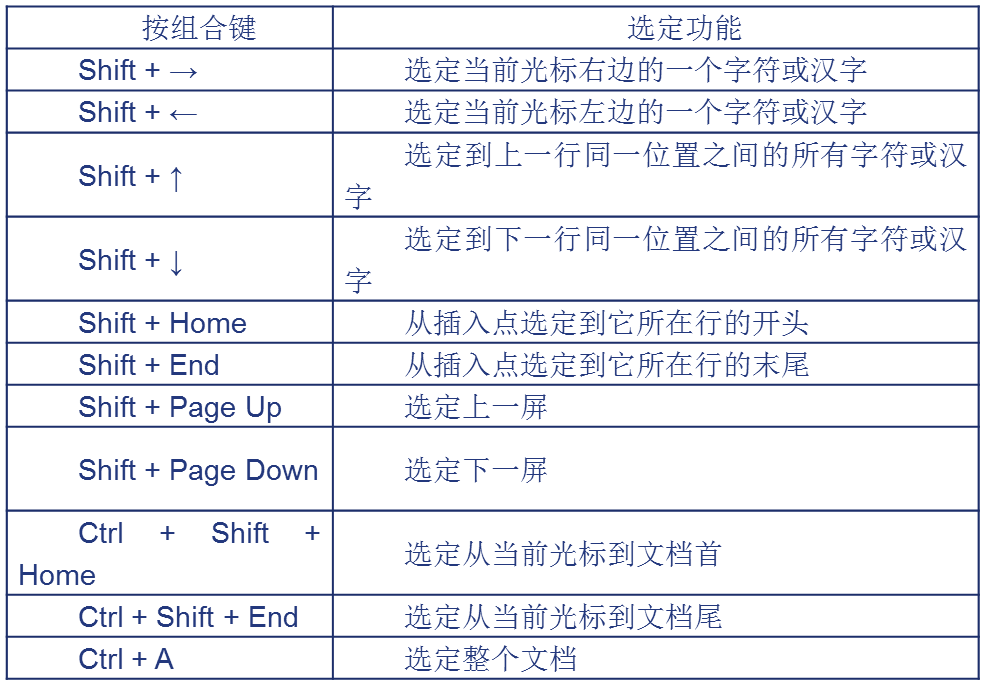 按组合键 选定功能
Shift + → 选定当前光标右边的一个字符或汉字
Shift + ← 选定当前光标左边的一个字符或汉字
Shift + ↑ 选定到上一行同一位置之间的所有字符或汉
字
Shift + ↓ 选定到下一行同一位置之间的所有字符或汉
字
Shift + Home 从插入点选定到它所在行的开头
Shift + End 从插入点选定到它所在行的末尾
Shift + Page Up 选定上一屏
Shift + Page Down 选定下一屏
Ctrl + Shift +
Home 选定从当前光标到文档首
Ctrl + Shift + End 选定从当前光标到文档尾
Ctrl + A 选定整个文档